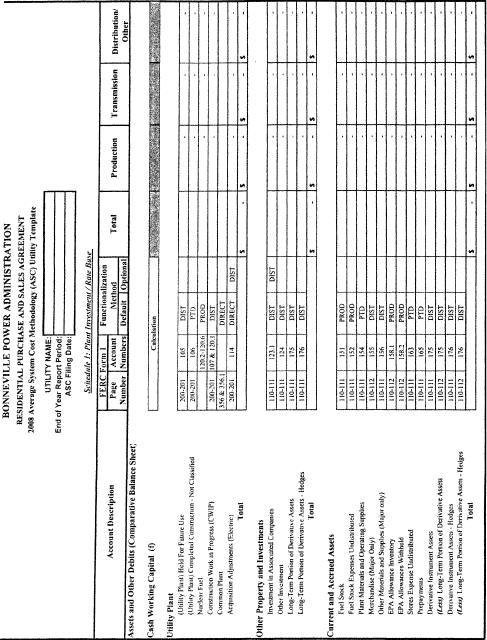 BONNEVILLE POWER ADMINISTRATION
RESIDENTIAL PURCHASE AND SALES AGREEMENT
2008 Average System Cost Methodology (ASC) Utility Template
UTILITY NAME:
End of Year Report Period:
ASC Filing Date:
Schedule 1: Plant Investment / Rate Base
Account Description | FERC Form 1 Page Number | Account Numbers | Functionalization Method Default Optional | Total | Production | Transmission | Distribution/ Other
Assets and Other Debits (Comparative Balance Sheet)
Cash Working Capital (f) Calculation
Utility Plant
(Utility Plant) Held For Future Use 200-201 105 DIST - - -
(Utility Plant) Completed Construction - Not Classified 200-201 106 PTD - - -
Nuclear Fuel 120.2-120.6 PROD - - -
Construction Work in Progress (CWIP) 200-201 107 & 120.1 DIST - - -
Common Plant 356 & 356.1 DIRECT - - -
Acquisition Adjustments (Electric) 200-201 114 DIRECT DIST - - -
Total $ - $ - $ - $ -
Other Property and Investments
Investment in Associated Companies 110-111 123.1 DIST DIST - - -
Other Investment 110-111 124 DIST - - -
Long-Term Portion of Derivative Assets 110-111 175 DIST - - -
Long-Term Portion of Derivative Assets - Hedges 110-111 176 DIST - - -
Total $ - $ - $ - $ -
Current and Accrued Assets
Fuel Stock 110-111 151 PROD - - -
Fuel Stock Expenses Undistributed 110-111 152 PROD - - -
Plant Materials and Operating Supplies 110-111 154 PTD - - -
Merchandise (Major Only) 110-111 155 DIST - - -
Other Materials and Supplies (Major only) 110-111 156 DIST - - -
EPA Allowance Inventory 110-112 158.1 PROD - - -
EPA Allowances Withheld 110-112 158.2 PROD - - -
Stores Expense Undistributed 110-111 163 PTD - - -
Prepayments 110-111 165 PTD - - -
Derivative Instrument Assets 110-111 175 DIST - - -
(Less) Long-Term Portion of Derivative Assets 110-112 175 DIST - - -
Derivative Instrument Assets - Hedges 110-111 176 DIST - - -
(Less) Long-Term Portion of Derivative Assets - Hedges 110-112 176 DIST - - -
Total $ - $ - $ - $ -